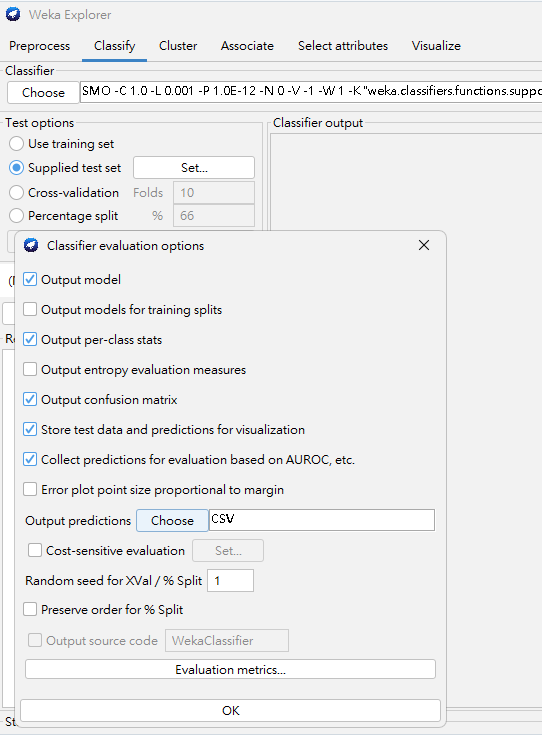 Weka Explorer
Preprocess Classify Cluster Associate Select attributes Visualize
Classifier
Choose SMO -C 1.0 -L 0.001 -P 1.0E-12 -N 0 -V -1 -W 1 -K "weka.classifiers.functions.suppo
Test options
Use training set
Supplied test set Set...
Cross-validation Folds 10
Percentage split % 66
Classifier output
Classifier evaluation options
Output model
Output models for training splits
Output per-class stats
Output entropy evaluation measures
Output confusion matrix
Store test data and predictions for visualization
Collect predictions for evaluation based on AUROC, etc.
Error plot point size proportional to margin
Output predictions Choose CSV
Cost-sensitive evaluation Set...
Random seed for XVal / % Split 1
Preserve order for % Split
Output source code WekaClassifier
Evaluation metrics...
OK